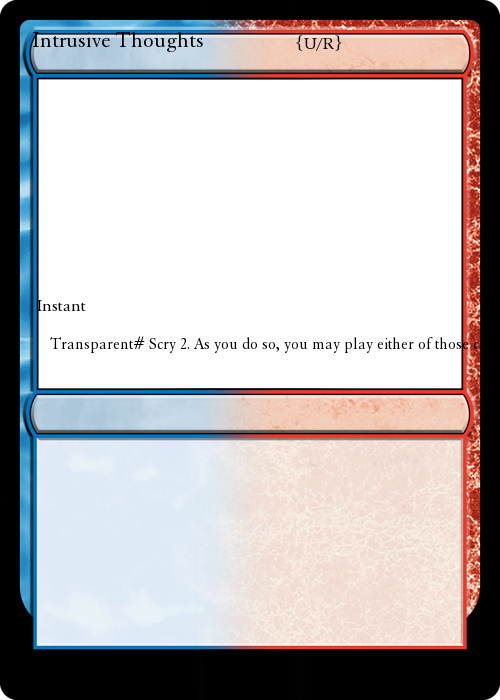 Intrusive Thoughts
{U/R}
Instant
Transparent# Scry 2. As you do so, you may play either of those